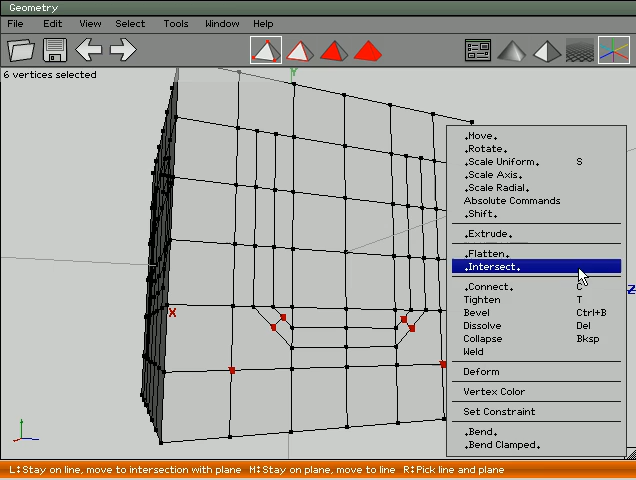 Geometry
File Edit View Select Tools Window Help
6 vertices selected
Y
.Move.
.Rotate.
.Scale Uniform. S
.Scale Axis.
.Scale Radial.
Absolute Commands
.Shift.
.Extrude.
.Flatten.
.Intersect.
.Connect. C
Z
Tighten T
X
Bevel Ctrl+B
Dissolve Del
Collapse Bksp
Weld
Deform
Vertex Color
Set Constraint
.Bend.
.Bend Clamped.
L:Stay on line, move to intersection with plane M:Stay on plane, move to line R:Pick line and plane